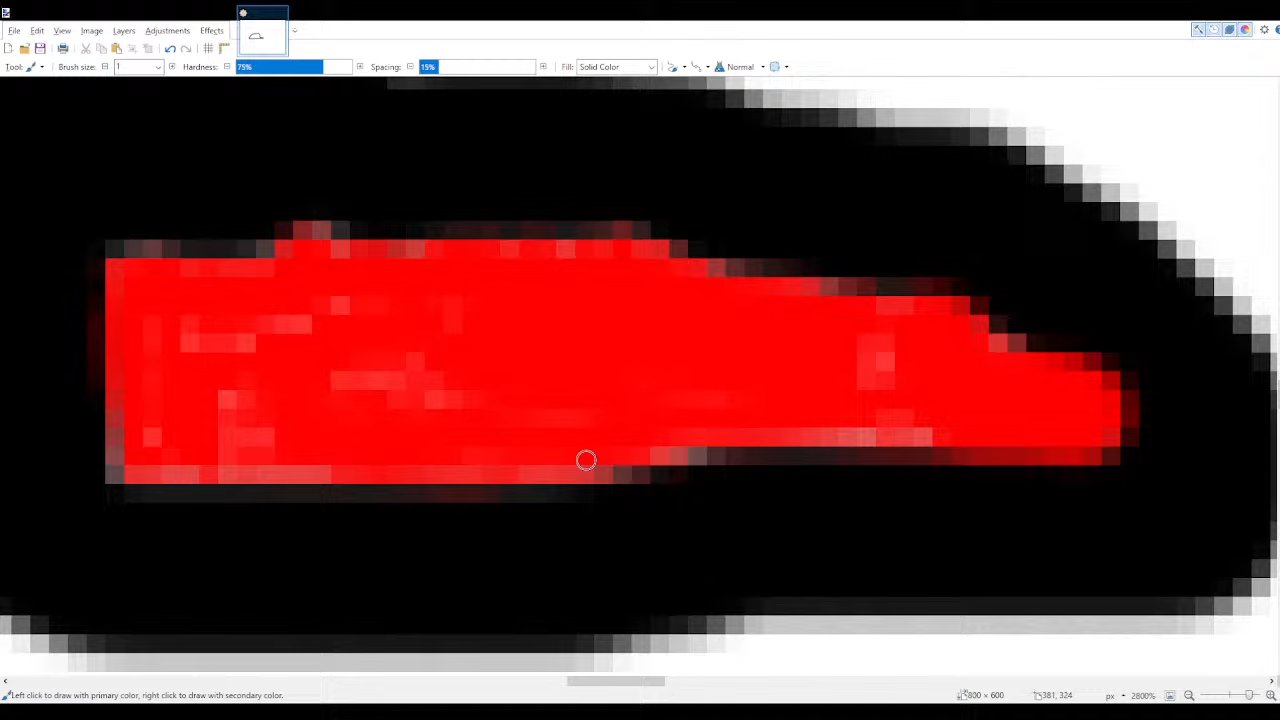 File Edit View Image Layers Adjustments Effects
Tool: Brush size: 1 Hardness: 75% Spacing: 15% Fill: Solid Color Normal
Left click to draw with primary color, right click to draw with secondary color. 800 × 600 381, 324 px 2800%